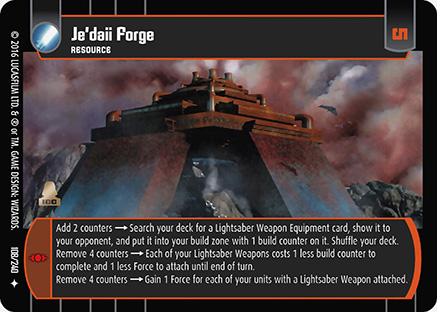 Je'daii Forge
RESOURCE
5
© 2016 LUCASFILM LTD. & ® or TM. GAME DESIGN: WIZARDS.
108/240
IDC
Add 2 counters → Search your deck for a Lightsaber Weapon Equipment card, show it to
your opponent, and put it into your build zone with 1 build counter on it. Shuffle your deck.
Remove 4 counters → Each of your Lightsaber Weapons costs 1 less build counter to
complete and 1 less Force to attach until end of turn.
Remove 4 counters → Gain 1 Force for each of your units with a Lightsaber Weapon attached.